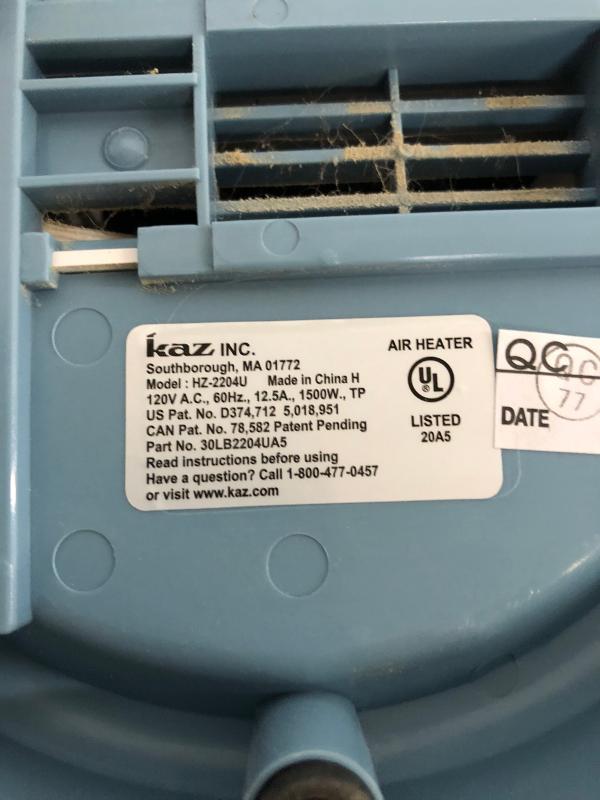 kaz INC.
Southborough, MA 01772
Model : HZ-2204U Made in China H
120V A.C., 60Hz., 12.5A., 1500W., TP
US Pat. No. D374,712 5,018,951
CAN Pat. No. 78,582 Patent Pending
Part No. 30LB2204UA5
Read instructions before using
Have a question? Call 1-800-477-0457
or visit www.kaz.com
AIR HEATER
UL ®
LISTED
20A5
QC
QC
77
DATE